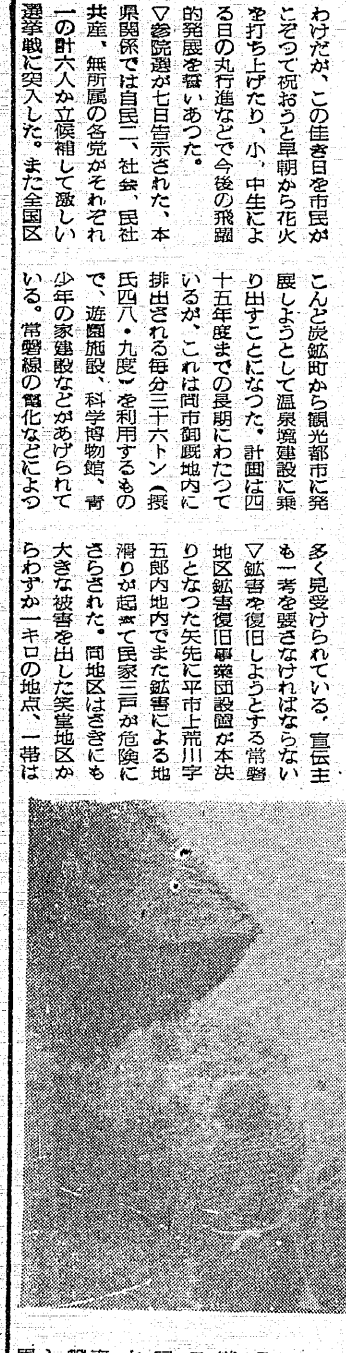 わけだが、この佳き日を市民が
こぞつて祝おうと早朝から花火
を打ち上げたり、小、中生によ
る日の丸行進などで今後の飛躍
的発展を誓いあつた。
▽参院選が七日告示された、本
県関係では自民二、社会、民社
共産、無所属の各党がそれぞれ
一の計六人が立候補して激しい
選挙戦に突入した。また全国区
こんど炭鉱町から観光都市に発
展しようとして温泉境建設に乗
り出すことになつた。計画は四
十五年度までの長期にわたつて
いるが、これは同市御厩地内に
排出される毎分三十六トン（摂
氏四八・九度）を利用するもの
で、遊園施設、科学博物館、青
少年の家建設などがあげられて
いる。常磐線の電化などによつ
多く見受けられている。宣伝主
も一考を要さなければならない
▽鉱害を復旧しようとする常磐
地区鉱害復旧事業団設置が本決
りとなつた矢先に平市上荒川字
五郎内地内でまた鉱害による地
滑りが起きて民家三戸が危険に
さらされた。同地区はさきにも
大きな被害を出した笑堂地区か
らわずか一キロの地点、一帯は